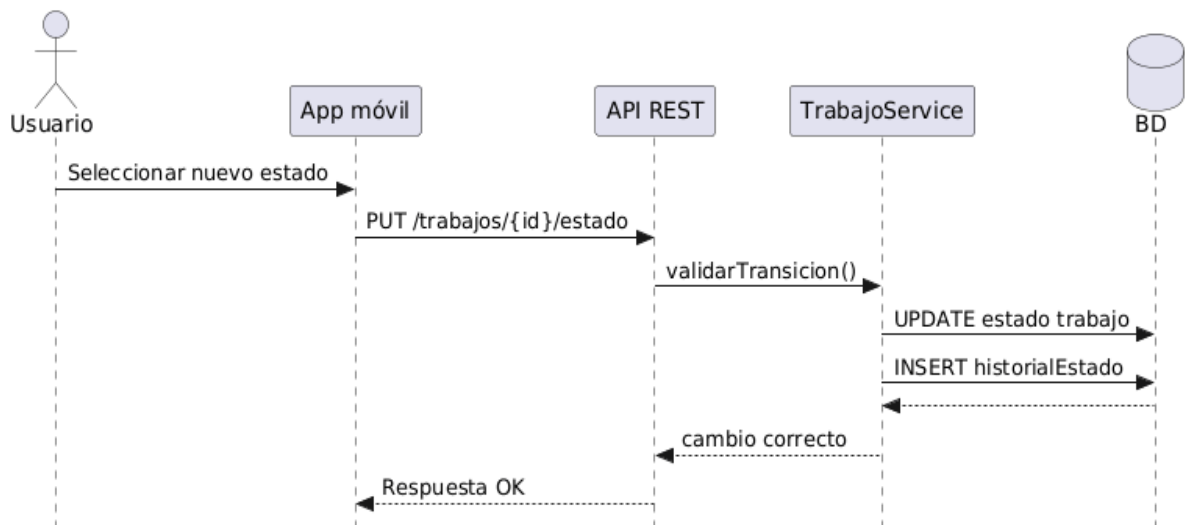 Usuario
App móvil
API REST
TrabajoService
BD
Seleccionar nuevo estado
PUT /trabajos/{id}/estado
validarTransicion()
UPDATE estado trabajo
INSERT historialEstado
cambio correcto
Respuesta OK